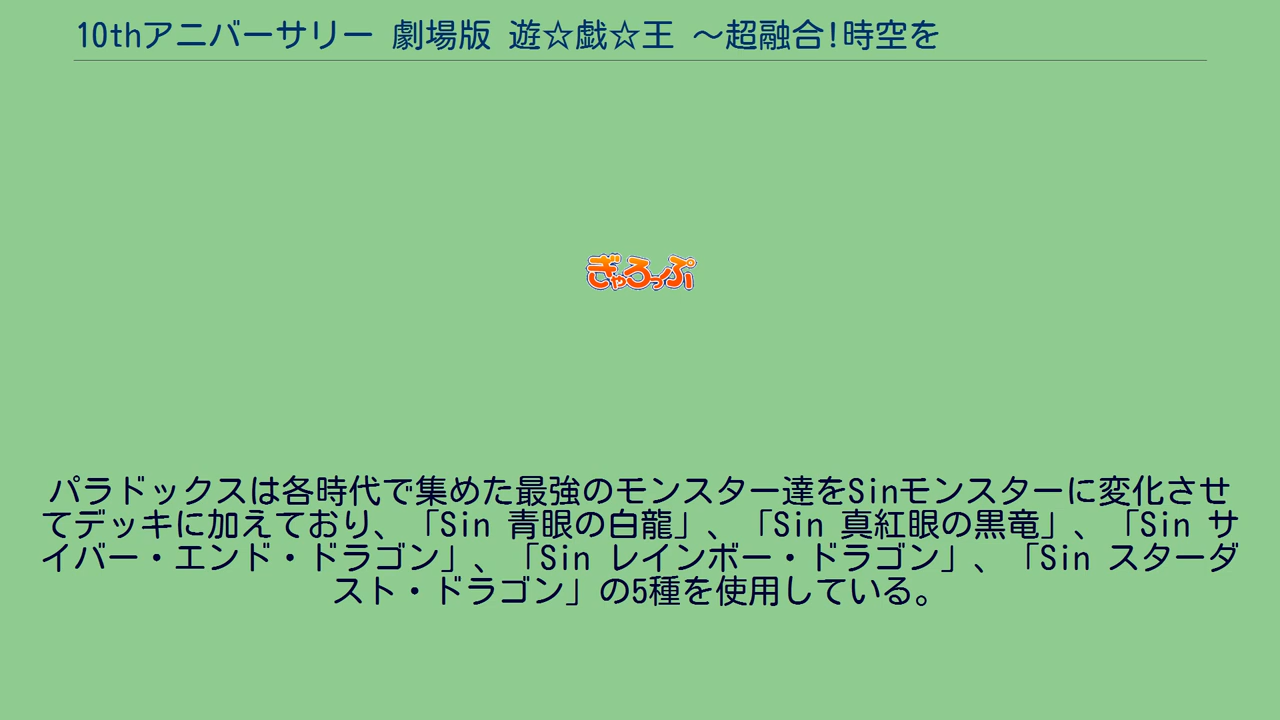 10thアニバーサリー 劇場版 遊☆戯☆王 ～超融合!時空を
ぎゃろっぷ
パラドックスは各時代で集めた最強のモンスター達をSinモンスターに変化させ
てデッキに加えており、「Sin 青眼の白龍」、「Sin 真紅眼の黒竜」、「Sin サ
イバー・エンド・ドラゴン」、「Sin レインボー・ドラゴン」、「Sin スターダ
スト・ドラゴン」の5種を使用している。